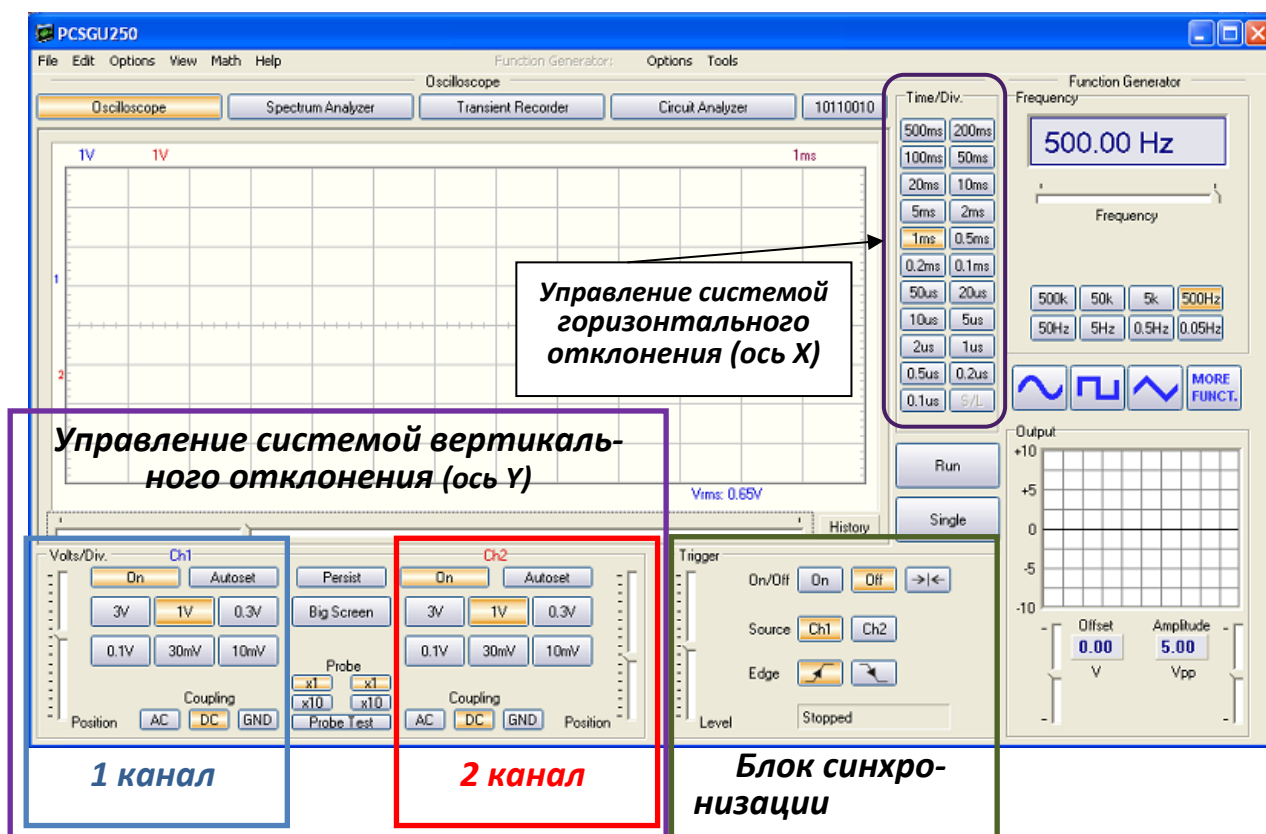 PCSGU250
File Edit Options View Math Help Function Generator: Options Tools
Oscilloscope
Oscilloscope Spectrum Analyzer Transient Recorder Circuit Analyzer 10110010
1V 1V 1ms
1
2
Vrms: 0.65V
History
Time/Div.
500ms 200ms
100ms 50ms
20ms 10ms
5ms 2ms
1ms 0.5ms
0.2ms 0.1ms
50us 20us
10us 5us
2us 1us
0.5us 0.2us
0.1us S/L
Run
Single
Управление системой
горизонтального
отклонения (ось X)
Function Generator
Frequency
500.00 Hz
Frequency
500k 50k 5k 500Hz
50Hz 5Hz 0.5Hz 0.05Hz
MORE
FUNCT.
Output
+10
+5
0
-5
-10
Offset Amplitude
0.00 5.00
V Vpp
Управление системой вертикаль-
ного отклонения (ось Y)
Volts/Div. Ch1
On Autoset
3V 1V 0.3V
0.1V 30mV 10mV
Coupling
Position AC DC GND
Persist
Big Screen
Probe
x1 x1
x10 x10
Probe Test
Ch2
On Autoset
3V 1V 0.3V
0.1V 30mV 10mV
Coupling
AC DC GND Position
Trigger
On/Off On Off
Source Ch1 Ch2
Edge
Level Stopped
1 канал
2 канал
Блок синхро-
низации